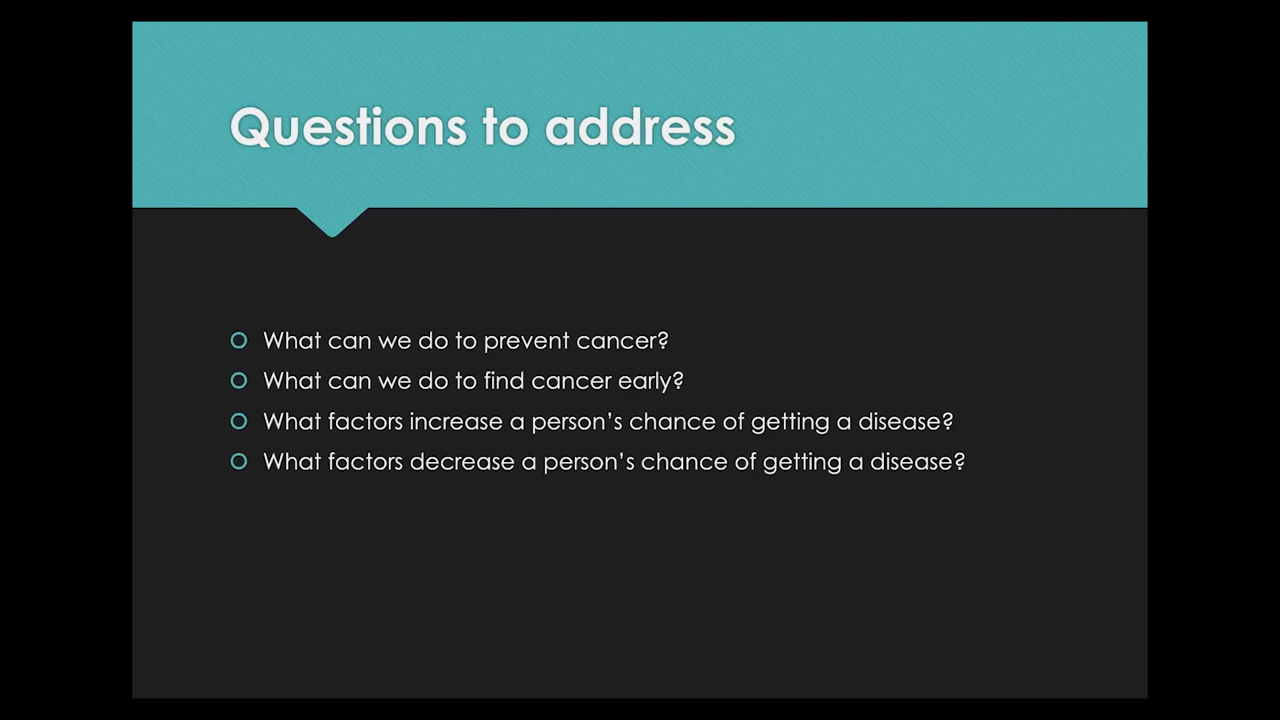 Questions to address
What can we do to prevent cancer?
What can we do to find cancer early?
What factors increase a person’s chance of getting a disease?
What factors decrease a person’s chance of getting a disease?